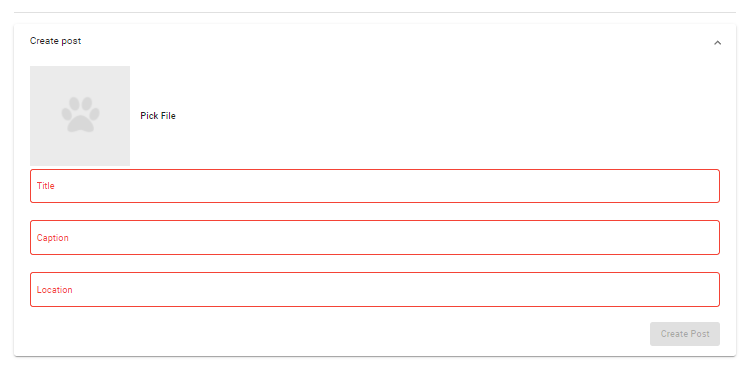 Create post
Pick File
Title
Caption
Location
Create Post